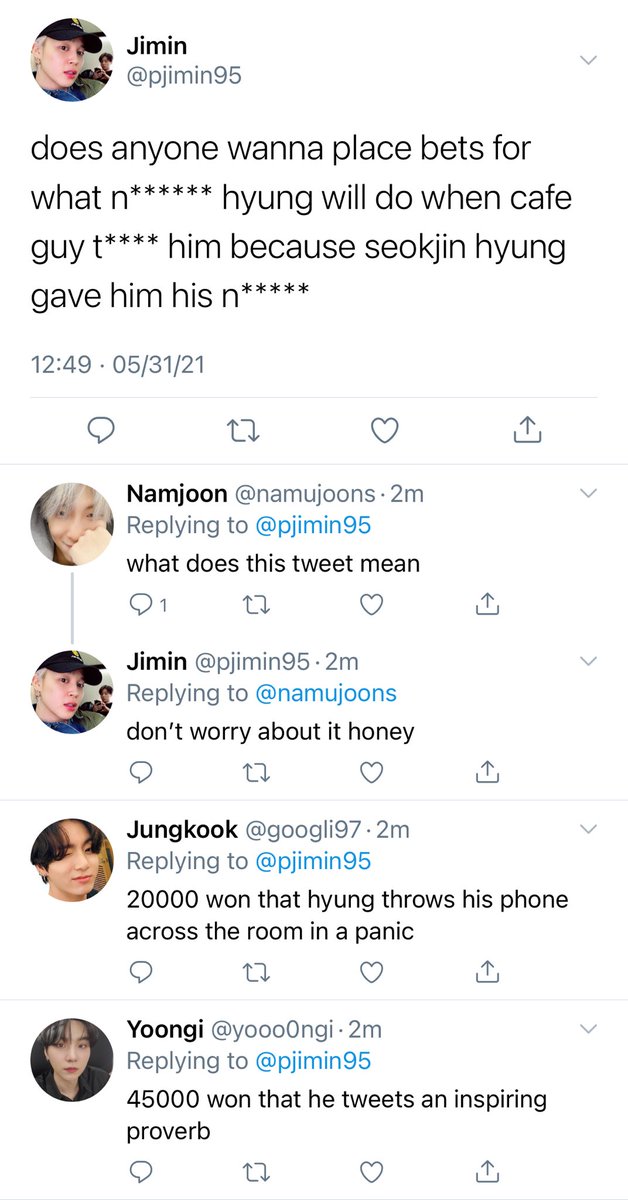 Jimin
@pjimin95
does anyone wanna place bets for
what n****** hyung will do when cafe
guy t**** him because seokjin hyung
gave him his n*****
12:49 · 05/31/21
Namjoon @namujoons · 2m
Replying to @pjimin95
what does this tweet mean
1
Jimin @pjimin95 · 2m
Replying to @namujoons
don’t worry about it honey
Jungkook @googli97 · 2m
Replying to @pjimin95
20000 won that hyung throws his phone
across the room in a panic
Yoongi @yooo0ngi · 2m
Replying to @pjimin95
45000 won that he tweets an inspiring
proverb